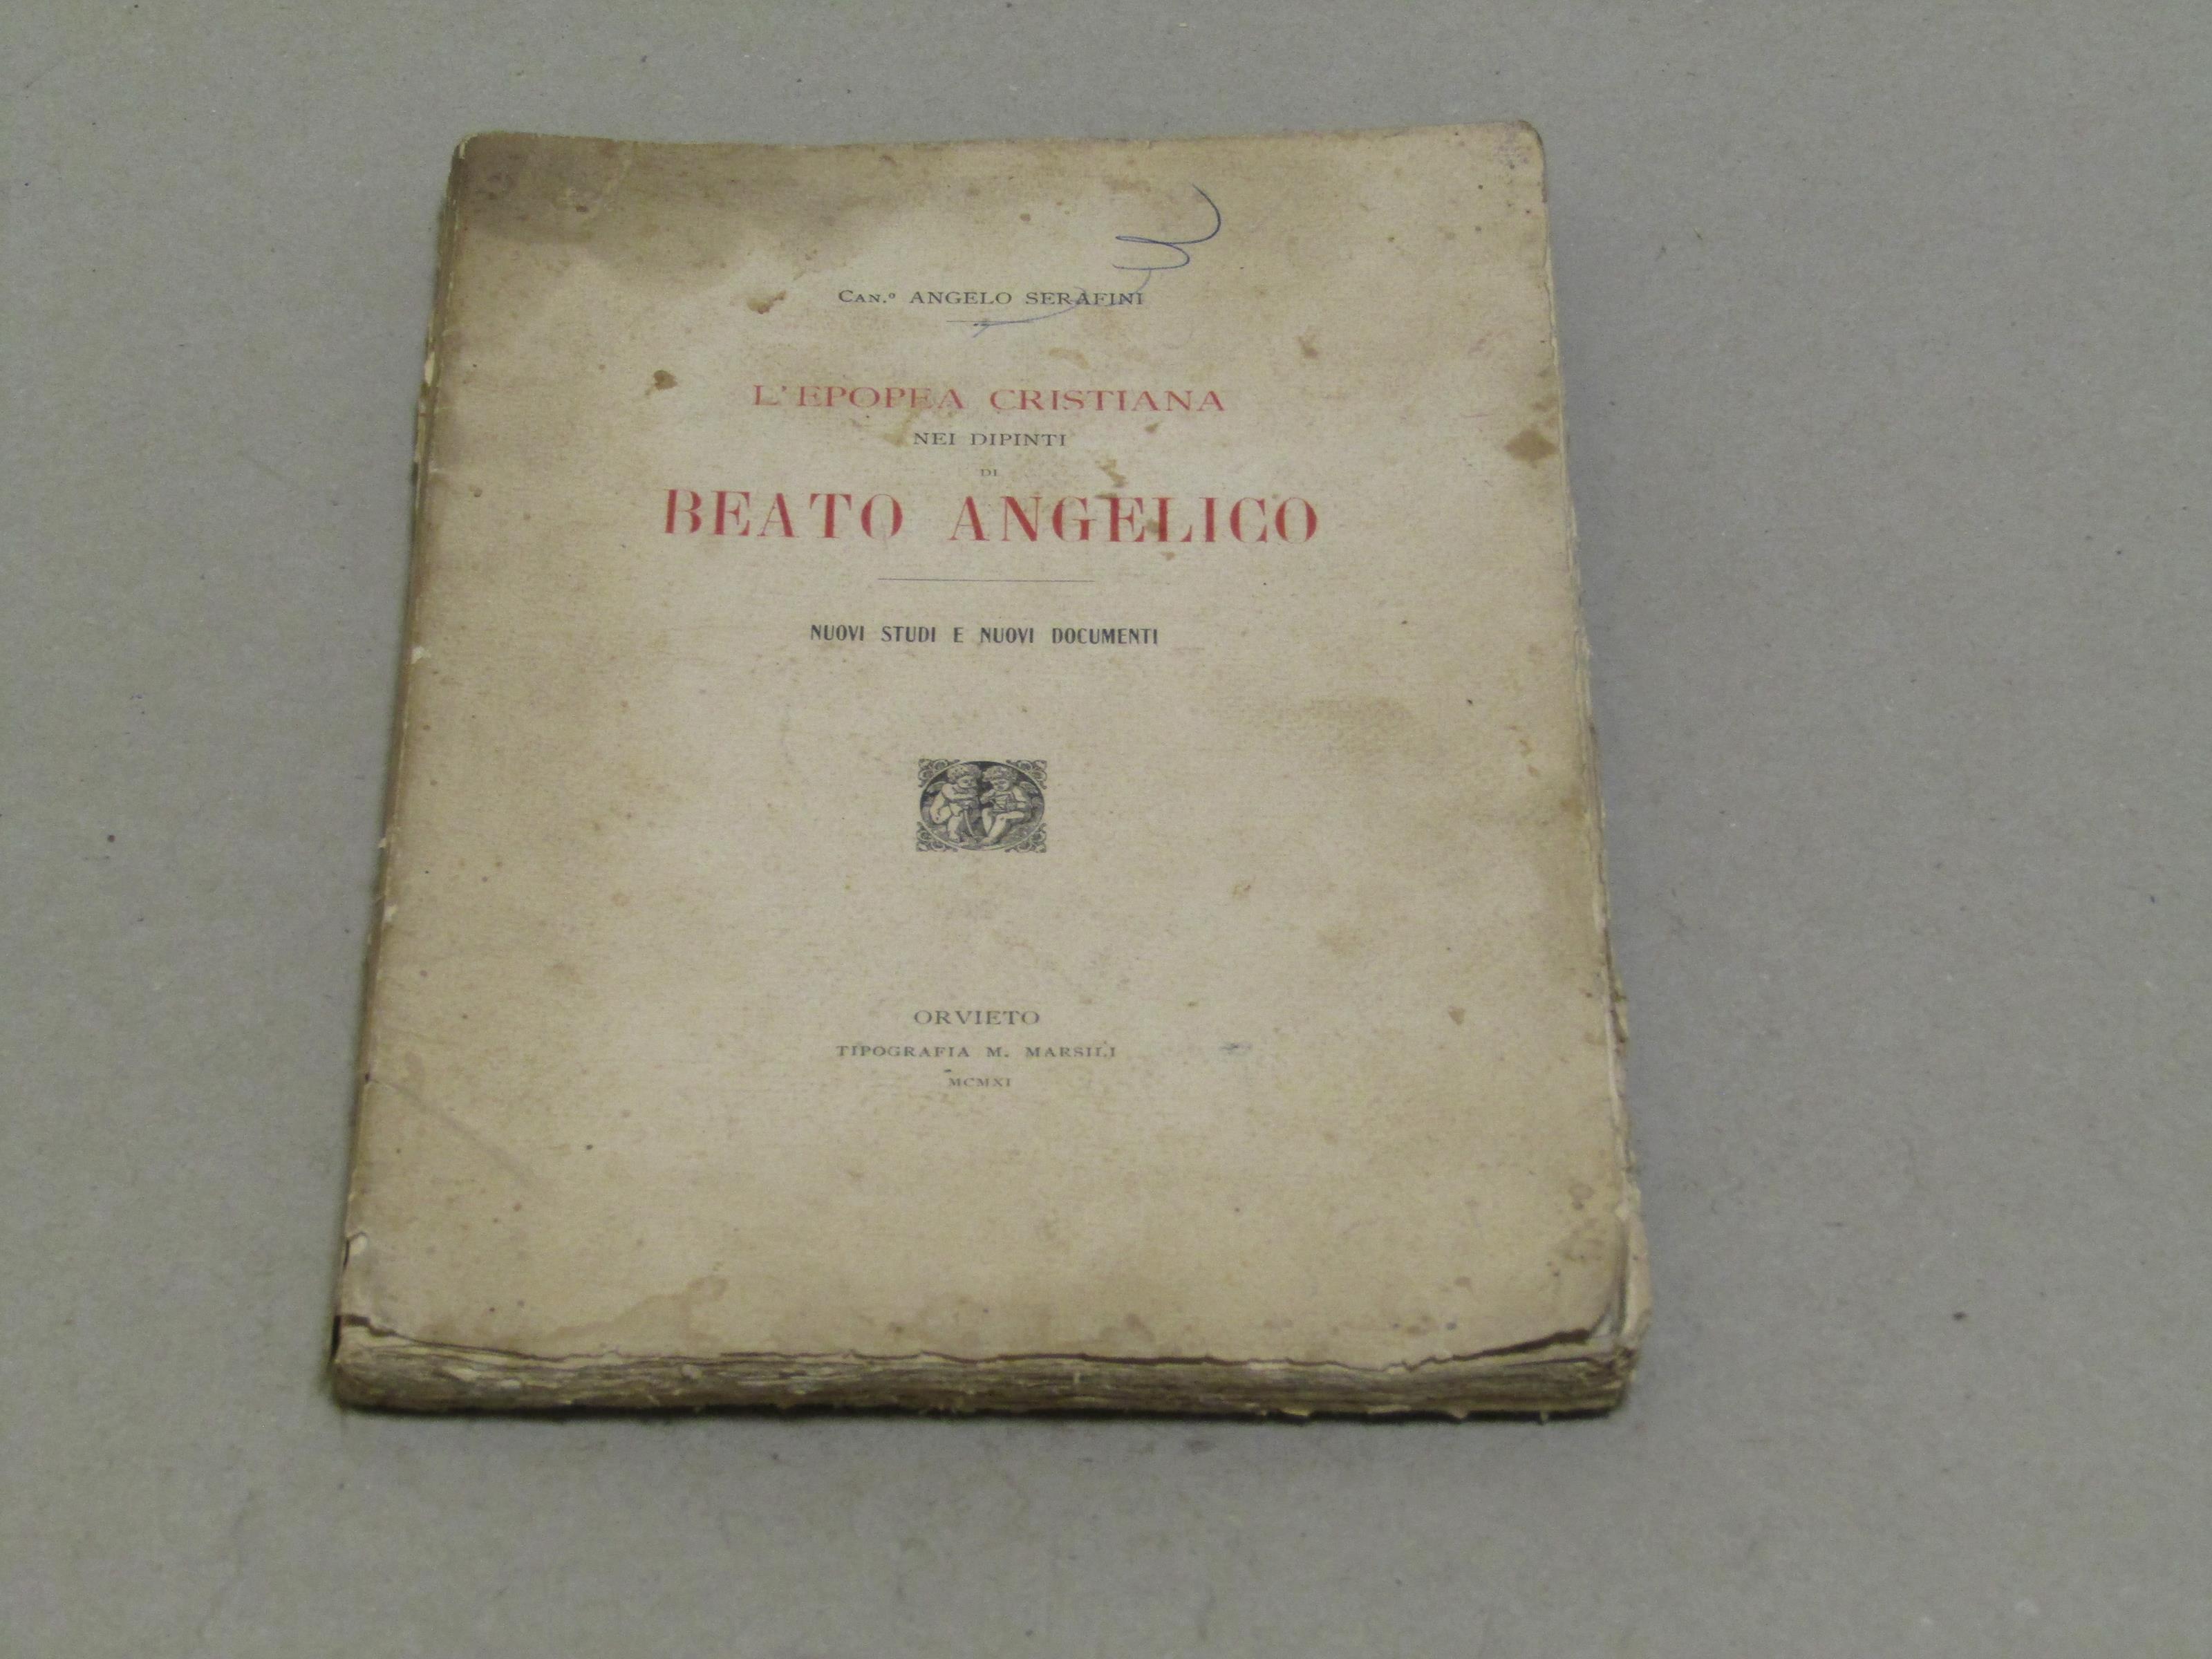 Can.º ANGELO SERAFINI
L'EPOPEA CRISTIANA
NEI DIPINTI
DI
BEATO ANGELICO
NUOVI STUDI E NUOVI DOCUMENTI
ORVIETO
TIPOGRAFIA M. MARSILI
MCMXI